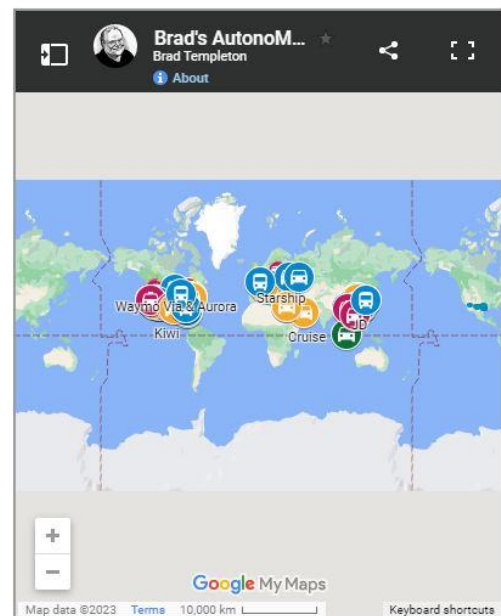 Brad's AutonoM...
Brad Templeton
About
Waymo Via & Aurora
Starship
Kiwi
Cruise
JD
Google My Maps
Map data ©2023 Terms 10,000 km Keyboard shortcuts